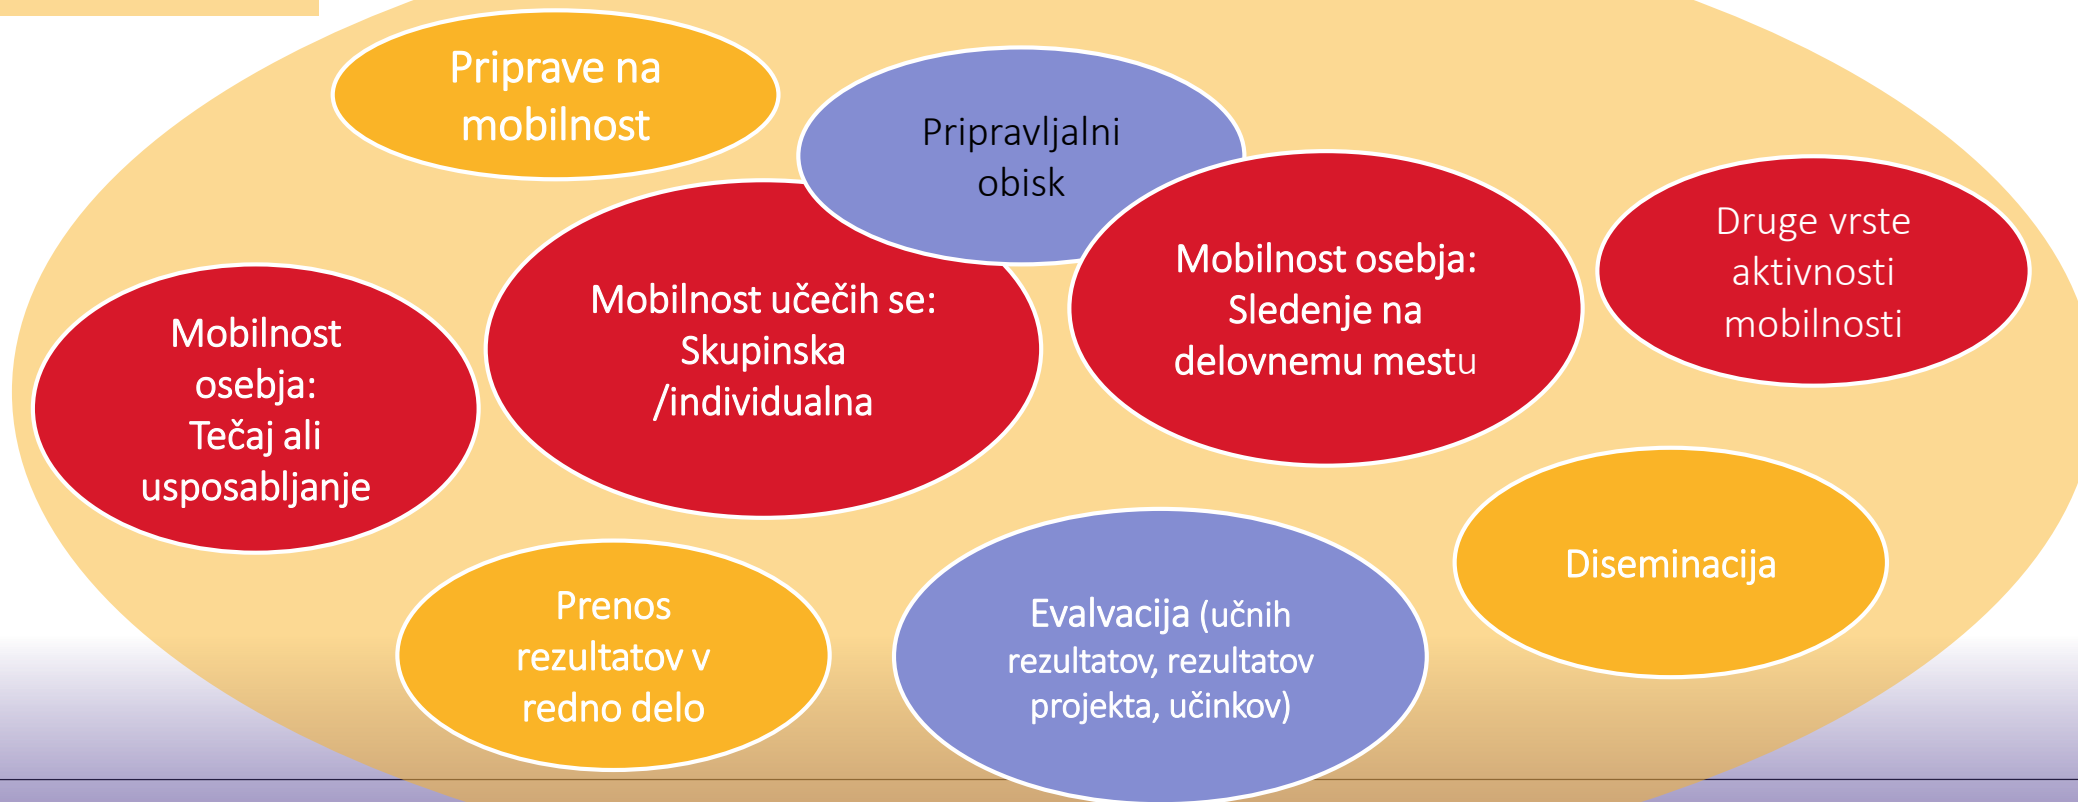 Priprave na
mobilnost
Pripravljalni
obisk
Mobilnost
osebja:
Tečaj ali
usposabljanje
Mobilnost učečih se:
Skupinska
/individualna
Mobilnost osebja:
Sledenje na
delovnemu mestu
Druge vrste
aktivnosti
mobilnosti
Prenos
rezultatov v
redno delo
Evalvacija (učnih
rezultatov, rezultatov
projekta, učinkov)
Diseminacija